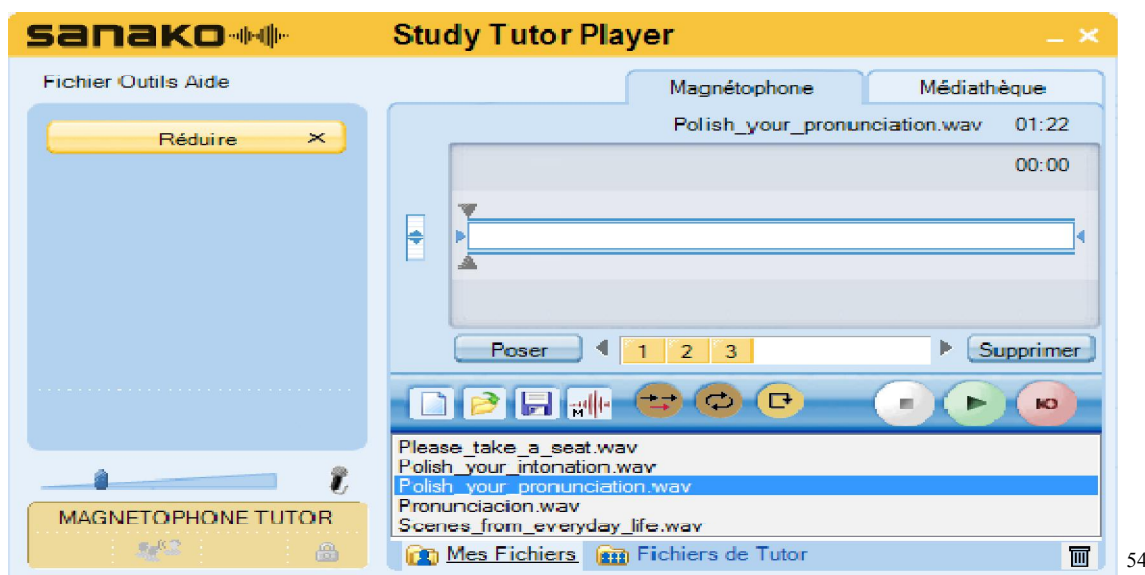 sanako Study Tutor Player
Fichier Outils Aide
Magnétophone Médiathèque
Réduire
Polish_your_pronunciation.wav 01:22
00:00
Poser 1 2 3 Supprimer
M
Please_take_a_seat.wav
Polish_your_intonation.wav
Polish_your_pronunciation.wav
Pronunciacion.wav
Scenes_from_everyday_life.wav
MAGNETOPHONE TUTOR
Mes Fichiers Fichiers de Tutor
54